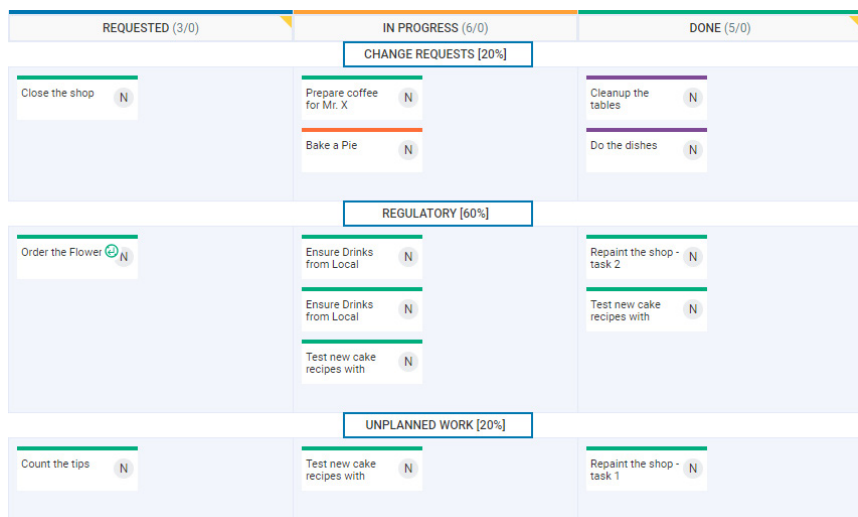 REQUESTED (3/0)
IN PROGRESS (6/0)
DONE (5/0)
CHANGE REQUESTS [20%]
Close the shop
N
Prepare coffee
for Mr. X
N
Cleanup the
tables
N
Bake a Pie
N
Do the dishes
N
REGULATORY [60%]
Order the Flower
N
Ensure Drinks
from Local
N
Repaint the shop -
task 2
N
Ensure Drinks
from Local
N
Test new cake
recipes with
N
Test new cake
recipes with
N
UNPLANNED WORK [20%]
Count the tips
N
Test new cake
recipes with
N
Repaint the shop -
task 1
N